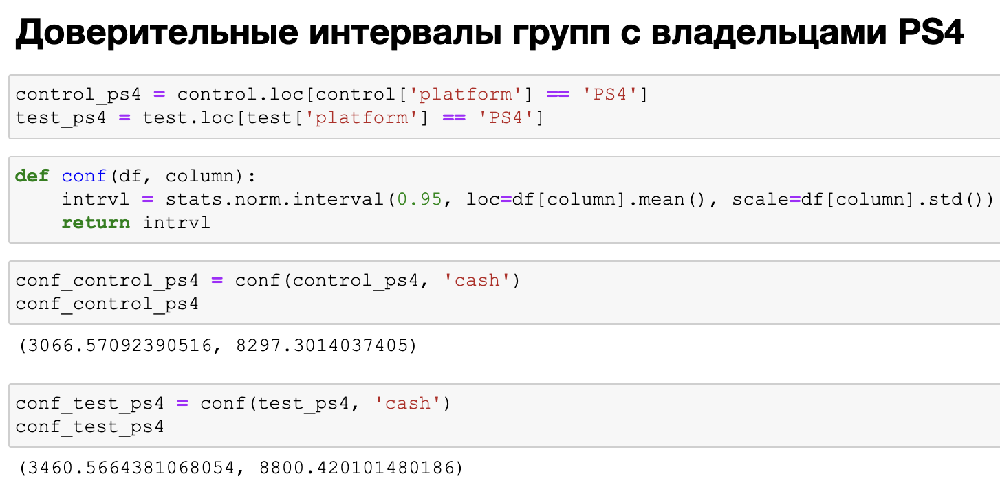 Доверительные интервалы групп с владельцами PS4
control_ps4 = control.loc[control['platform'] == 'PS4']
test_ps4 = test.loc[test['platform'] == 'PS4']
def conf(df, column):
    intrvl = stats.norm.interval(0.95, loc=df[column].mean(), scale=df[column].std())
    return intrvl
conf_control_ps4 = conf(control_ps4, 'cash')
conf_control_ps4
(3066.57092390516, 8297.3014037405)
conf_test_ps4 = conf(test_ps4, 'cash')
conf_test_ps4
(3460.5664381068054, 8800.420101480186)